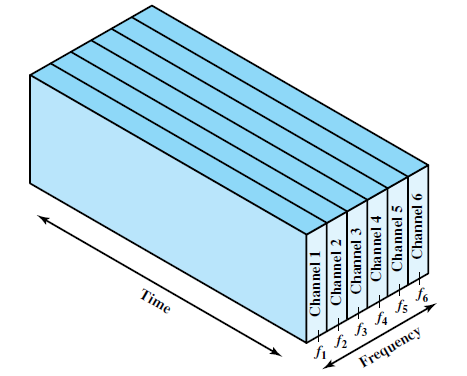 Channel 1
Channel 2
Channel 3
Channel 4
Channel 5
Channel 6
f1
f2
f3
f4
f5
f6
Time
Frequency